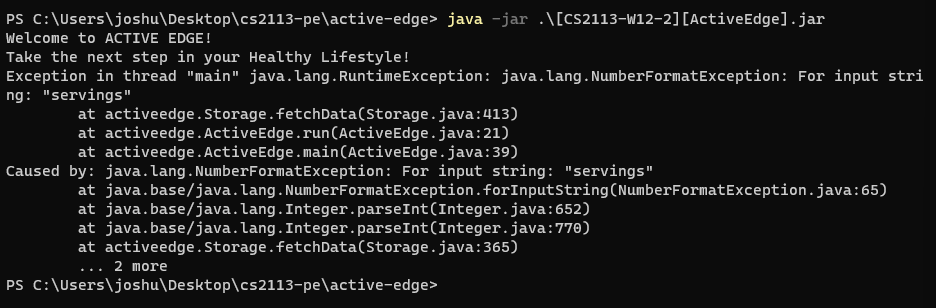 PS C:\Users\joshu\Desktop\cs2113-pe\active-edge> java -jar .\[CS2113-W12-2][ActiveEdge].jar
Welcome to ACTIVE EDGE!
Take the next step in your Healthy Lifestyle!
Exception in thread "main" java.lang.RuntimeException: java.lang.NumberFormatException: For input stri
ng: "servings"
        at activeedge.Storage.fetchData(Storage.java:413)
        at activeedge.ActiveEdge.run(ActiveEdge.java:21)
        at activeedge.ActiveEdge.main(ActiveEdge.java:39)
Caused by: java.lang.NumberFormatException: For input string: "servings"
        at java.base/java.lang.NumberFormatException.forInputString(NumberFormatException.java:65)
        at java.base/java.lang.Integer.parseInt(Integer.java:652)
        at java.base/java.lang.Integer.parseInt(Integer.java:770)
        at activeedge.Storage.fetchData(Storage.java:365)
        ... 2 more
PS C:\Users\joshu\Desktop\cs2113-pe\active-edge>